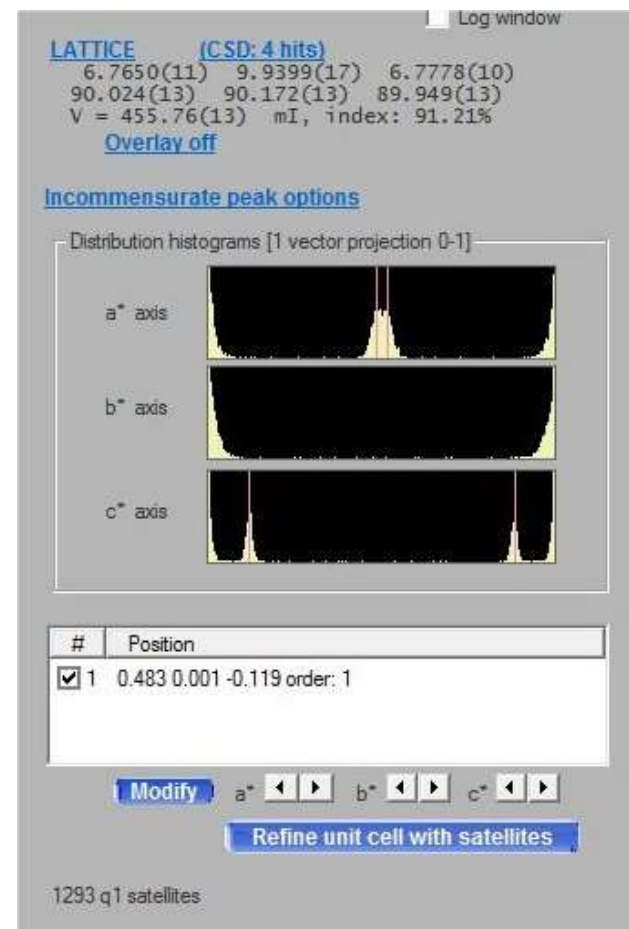 Log window
LATTICE (CSD: 4 hits)
6.7650(11) 9.9399(17) 6.7778(10)
90.024(13) 90.172(13) 89.949(13)
V = 455.76(13) mI, index: 91.21%
Overlay off
Incommensurate peak options
Distribution histograms [1 vector projection 0-1]
a* axis
b* axis
c* axis
# Position
1 0.483 0.001 -0.119 order: 1
Modify a* b* c*
Refine unit cell with satellites
1293 q1 satellites